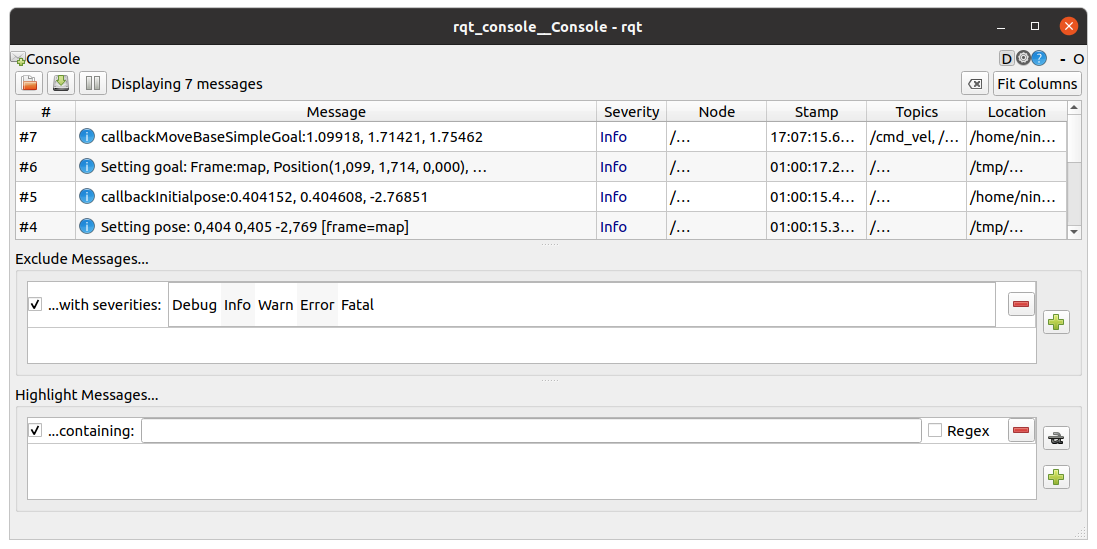 rqt_console__Console - rqt
Console D ? - O
Displaying 7 messages Fit Columns
# Message Severity Node Stamp Topics Location
#7 callbackMoveBaseSimpleGoal:1.09918, 1.71421, 1.75462 Info /... 17:07:15.6... /cmd_vel, /... /home/nin...
#6 Setting goal: Frame:map, Position(1,099, 1,714, 0,000), ... Info /... 01:00:17.2... /... /tmp/...
#5 callbackInitialpose:0.404152, 0.404608, -2.76851 Info /... 01:00:15.4... /... /home/nin...
#4 Setting pose: 0,404 0,405 -2,769 [frame=map] Info /... 01:00:15.3... /... /tmp/...
Exclude Messages...
...with severities: Debug Info Warn Error Fatal
Highlight Messages...
...containing: Regex